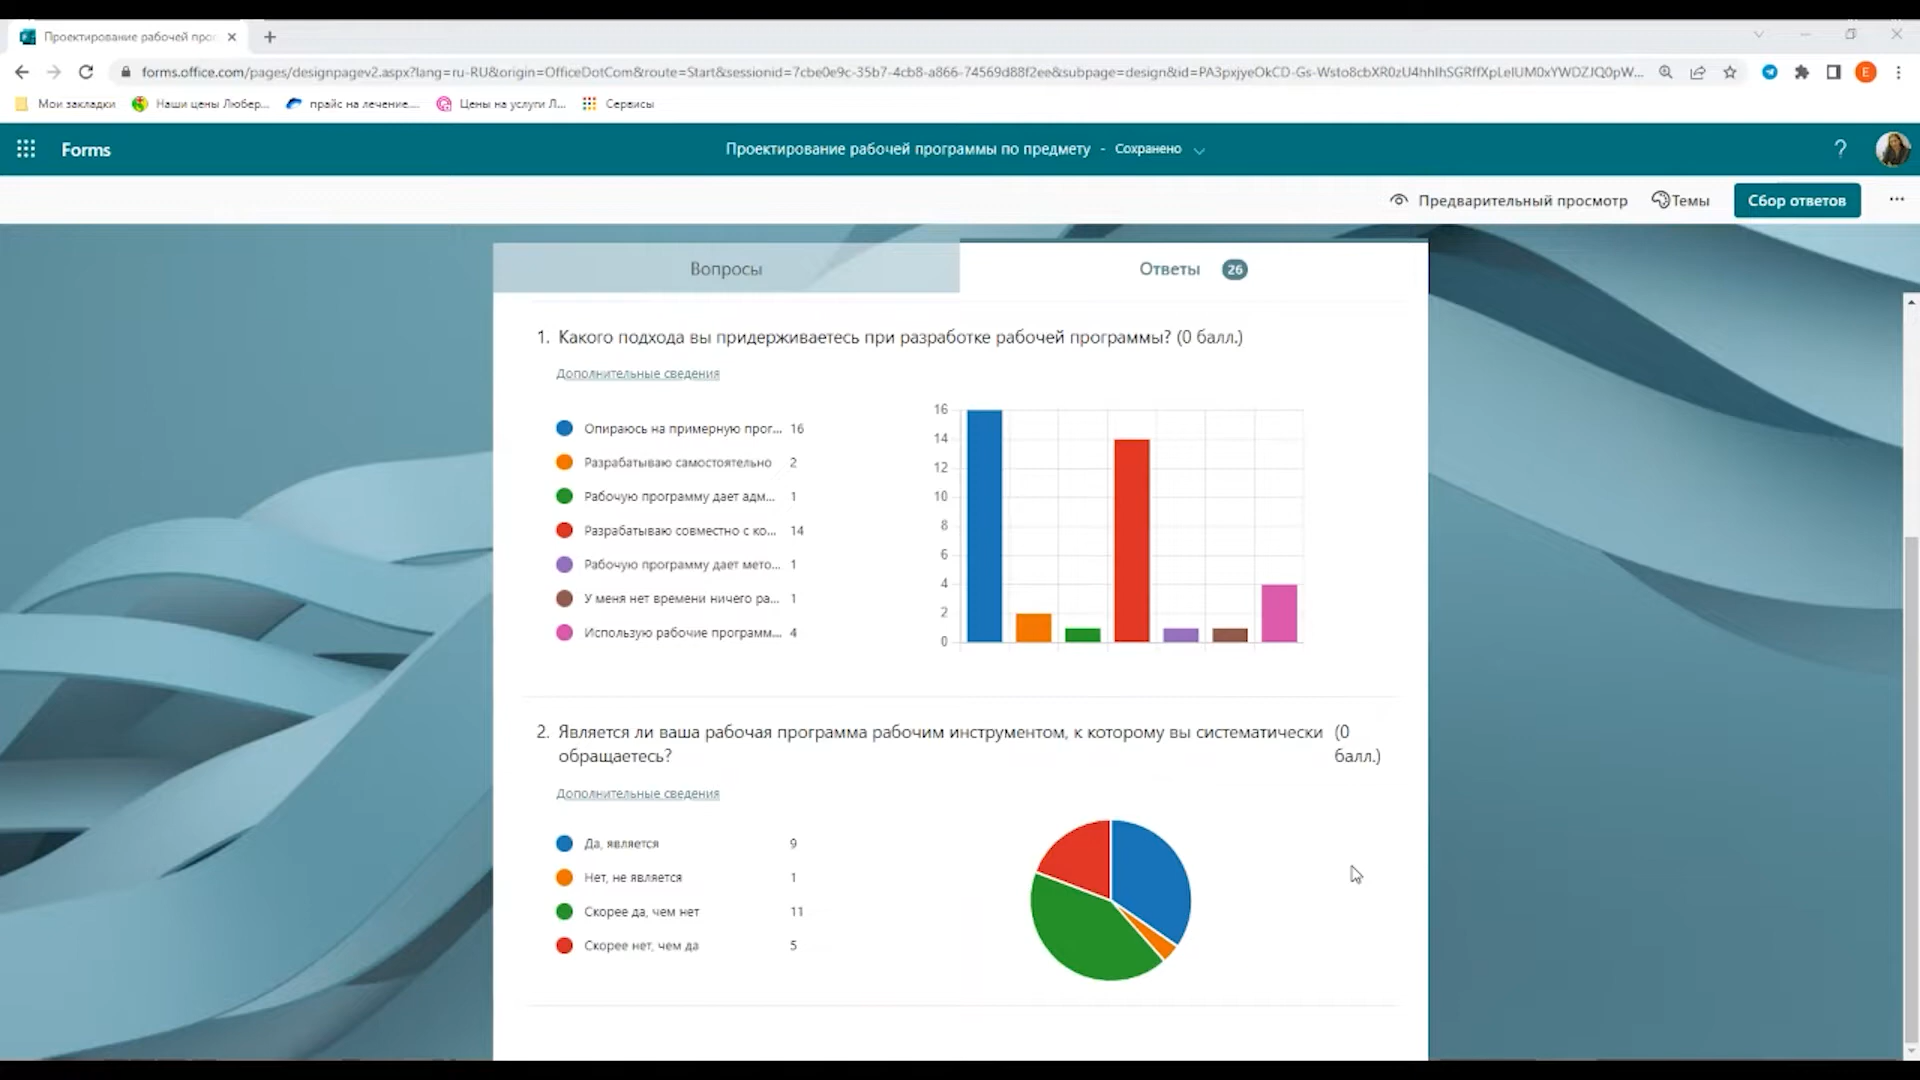 Проектирование рабочей про
forms.office.com/pages/designpagev2.aspx?lang=ru-RU&origin=OfficeDotCom&route=Start&sessionid=7cbe0e9c-35b7-4cb8-a866-74569d88f2ee&subpage=design&id=
E
Мои закладки
Наши цены Любер...
прайс на лечение....
Цены на услуги Л...
Сервисы
Forms
Проектирование рабочей программы по предмету - Сохранено
?
Предварительный просмотр
Темы
Сбор ответов
...
Вопросы
Ответы 26
1. Какого подхода вы придерживаетесь при разработке рабочей программы? (0 балл.)
Дополнительные сведения
Опираюсь на примерную прог... 16
Разрабатываю самостоятельно 2
Рабочую программу дает адм... 1
Разрабатываю совместно с ко... 14
Рабочую программу дает мето... 1
У меня нет времени ничего ра... 1
Использую рабочие программ... 4
16
14
12
10
8
6
4
2
0
2. Является ли ваша рабочая программа рабочим инструментом, к которому вы систематически (0
обращаетесь? балл.)
Дополнительные сведения
Да, является 9
Нет, не является 1
Скорее да, чем нет 11
Скорее нет, чем да 5